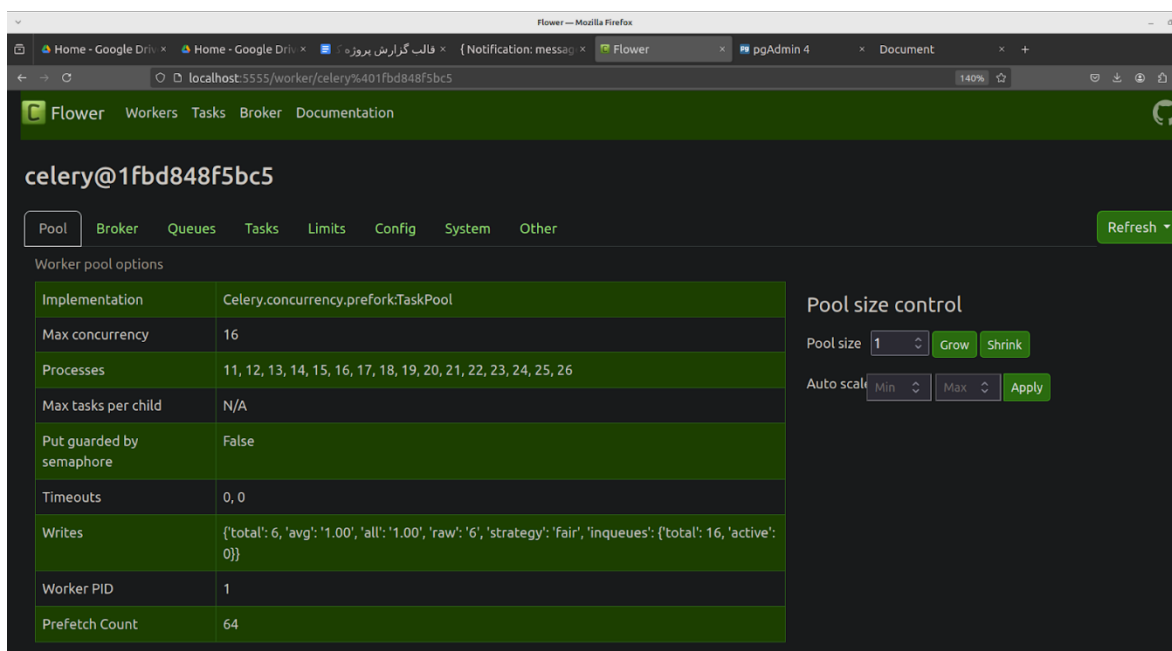 Flower — Mozilla Firefox
Home - Google Driv × Home - Google Driv × قالب گزارش پروژه × {Notification: messag × Flower × pgAdmin 4 × Document × +
localhost:5555/worker/celery%401fbd848f5bc5 140%
Flower Workers Tasks Broker Documentation
celery@1fbd848f5bc5
Pool Broker Queues Tasks Limits Config System Other Refresh
Worker pool options
Implementation Celery.concurrency.prefork:TaskPool
Max concurrency 16
Processes 11, 12, 13, 14, 15, 16, 17, 18, 19, 20, 21, 22, 23, 24, 25, 26
Max tasks per child N/A
Put guarded by
semaphore
False
Timeouts 0, 0
Writes {'total': 6, 'avg': '1.00', 'all': '1.00', 'raw': '6', 'strategy': 'fair', 'inqueues': {'total': 16, 'active':
0}}
Worker PID 1
Prefetch Count 64
Pool size control
Pool size 1 Grow Shrink
Auto scale Min Max Apply